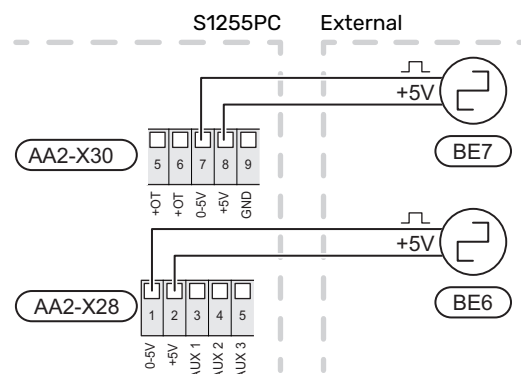 S1255PC External
+5V
BE7
AA2-X30
5 6 7 8 9
+OT +OT 0-5V +5V GND
+5V
BE6
AA2-X28
1 2 3 4 5
0-5V +5V AUX 1 AUX 2 AUX 3